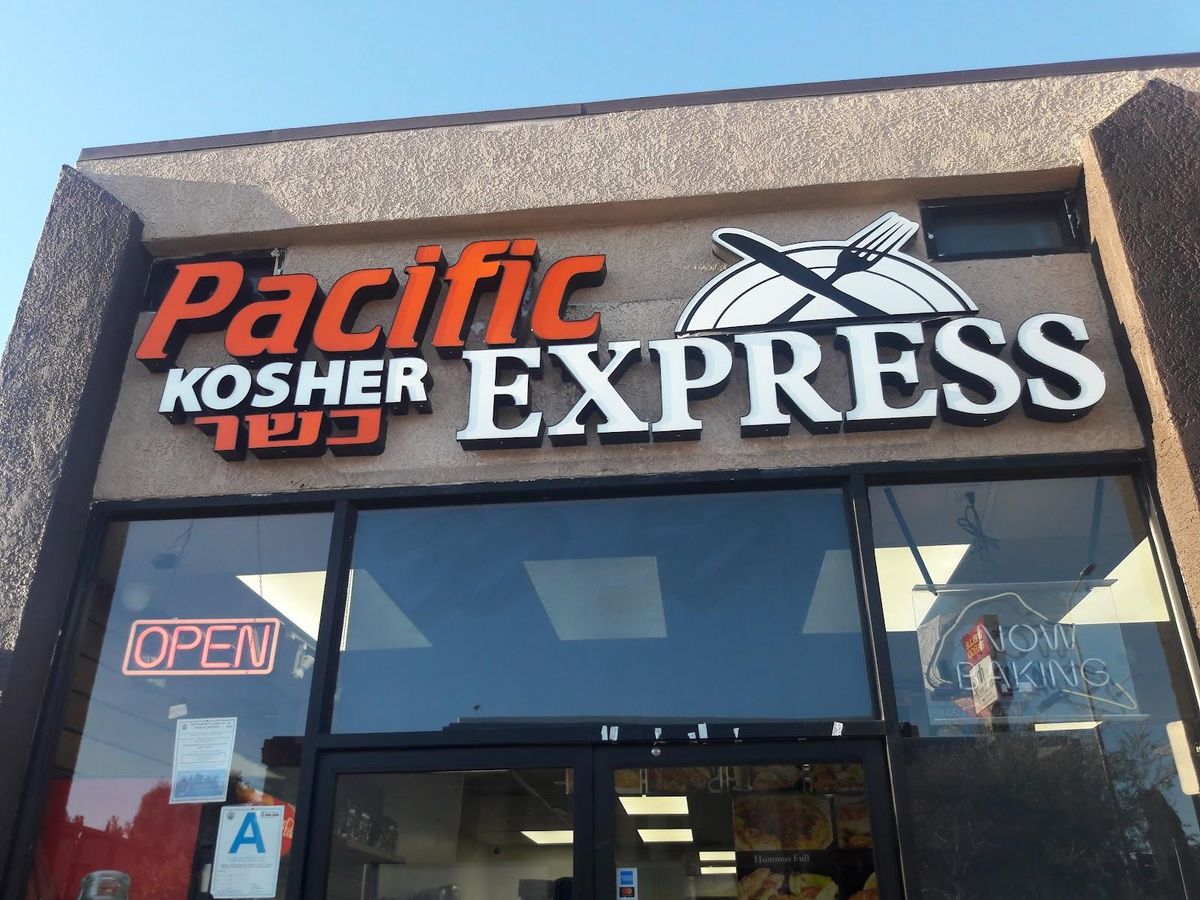 Pacific
KOSHER
כשר
EXPRESS
OPEN
NOW
BAKING
A
Hummus Full